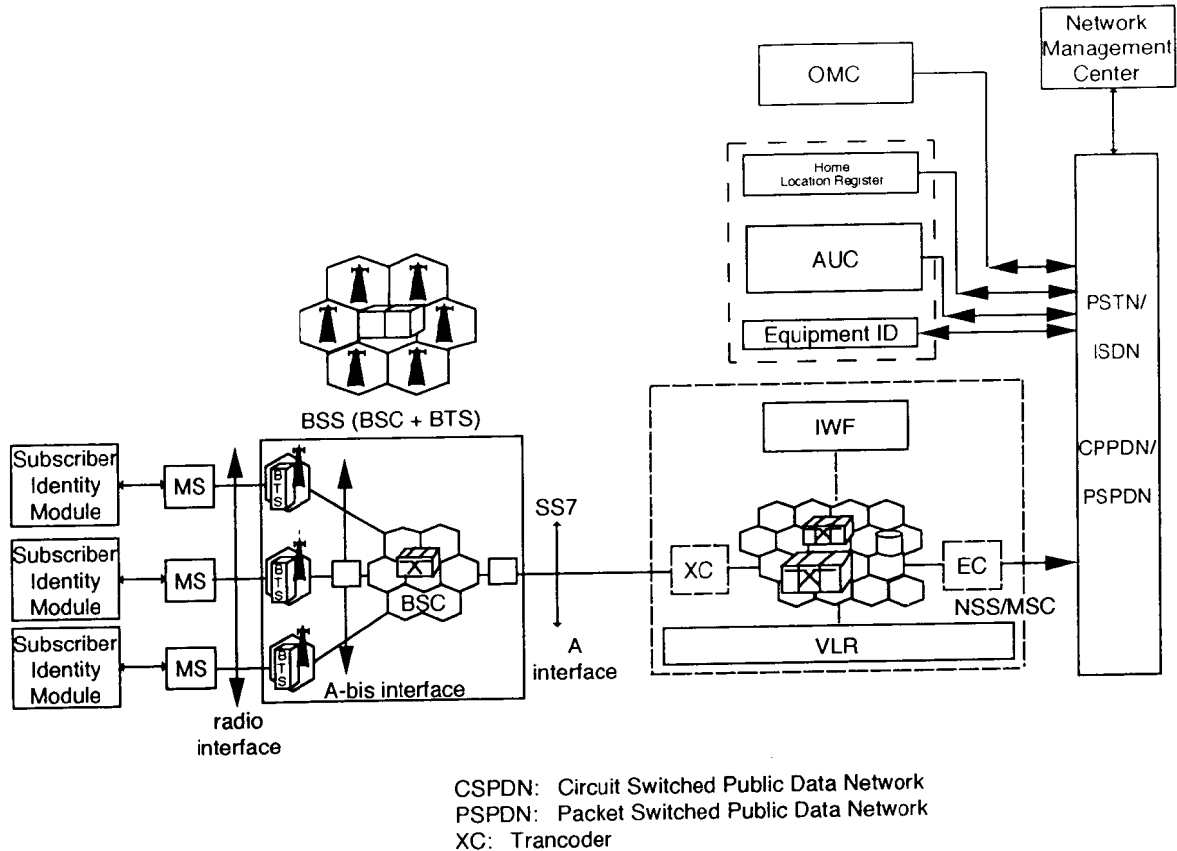 Network
Management
Center
OMC
Home
Location Register
AUC
Equipment ID
PSTN/
ISDN
CPPDN/
PSPDN
BSS (BSC + BTS)
IWF
Subscriber
Identity
Module
MS
BTS
Subscriber
Identity
Module
MS
BTS
Subscriber
Identity
Module
MS
BTS
BSC
SS7
XC
EC
NSS/MSC
VLR
A-bis interface
A
interface
radio
interface
CSPDN: Circuit Switched Public Data Network
PSPDN: Packet Switched Public Data Network
XC: Trancoder